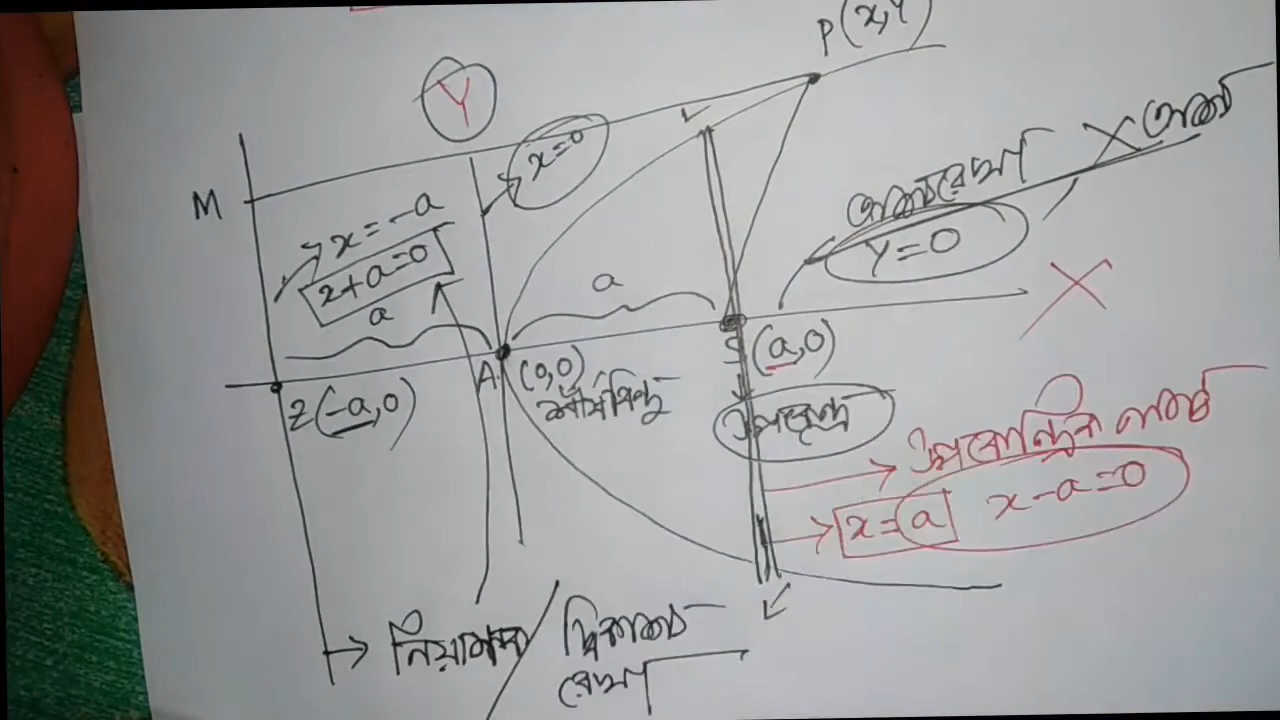 P(x,Y)
Y
x=0
M
x=-a
x+a=0
a
a
অক্ষরেখা
X অক্ষ
Y=0
X
Z(-a,0)
A
(0,0)
শীর্ষবিন্দু
S
(a,0)
উপকেন্দ্র
উপকেন্দ্রিক লম্ব
x=a
x-a=0
নিয়ামক/
দ্বিকাক্ষ
রেখা